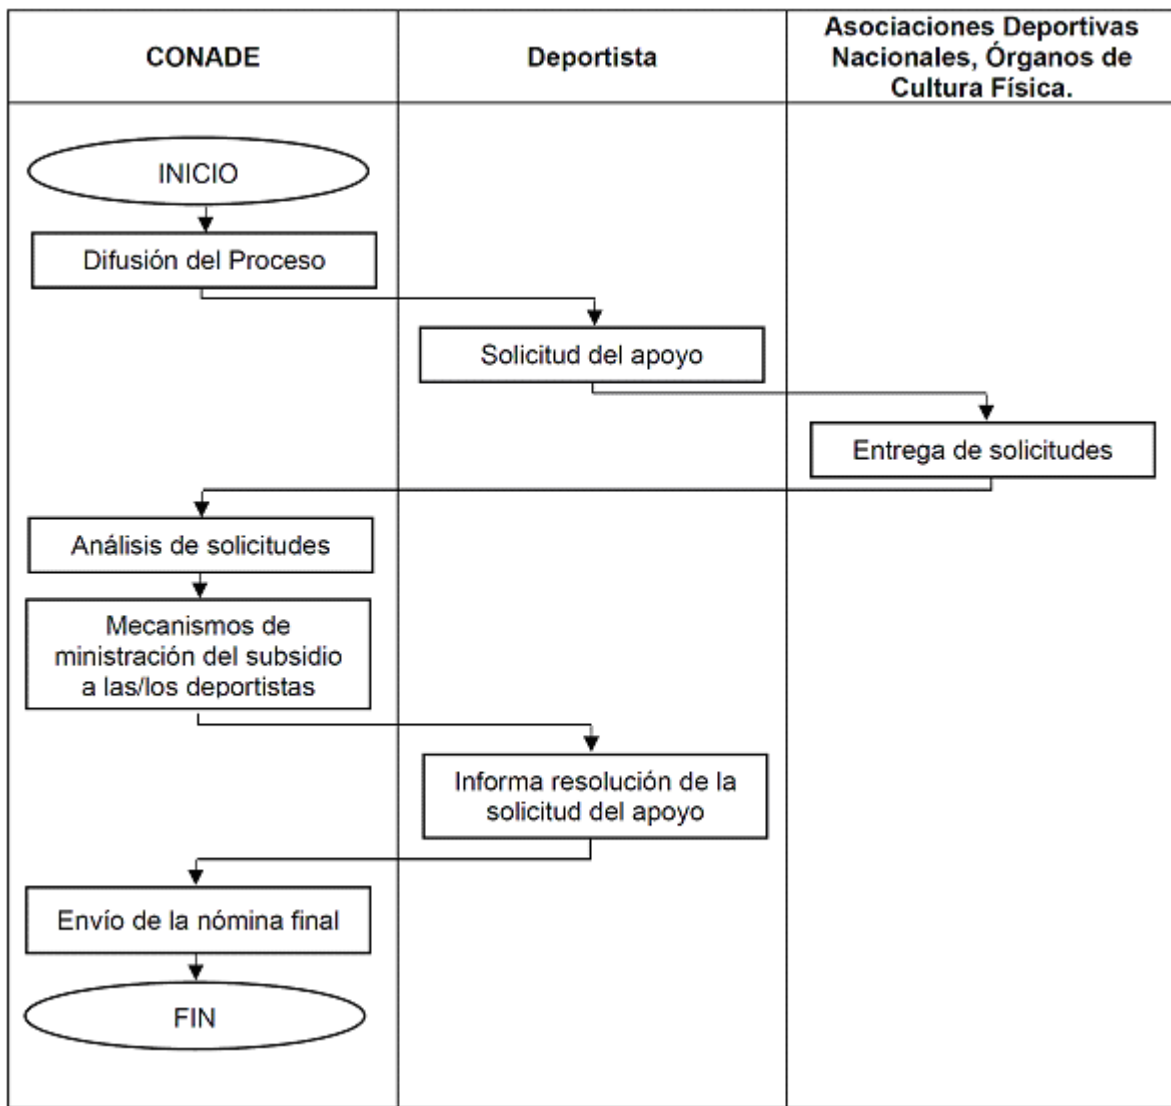 CONADE
Deportista
Asociaciones Deportivas
Nacionales, Órganos de
Cultura Física.
INICIO
Difusión del Proceso
Solicitud del apoyo
Entrega de solicitudes
Análisis de solicitudes
Mecanismos de
ministración del subsidio
a las/los deportistas
Informa resolución de la
solicitud del apoyo
Envío de la nómina final
FIN